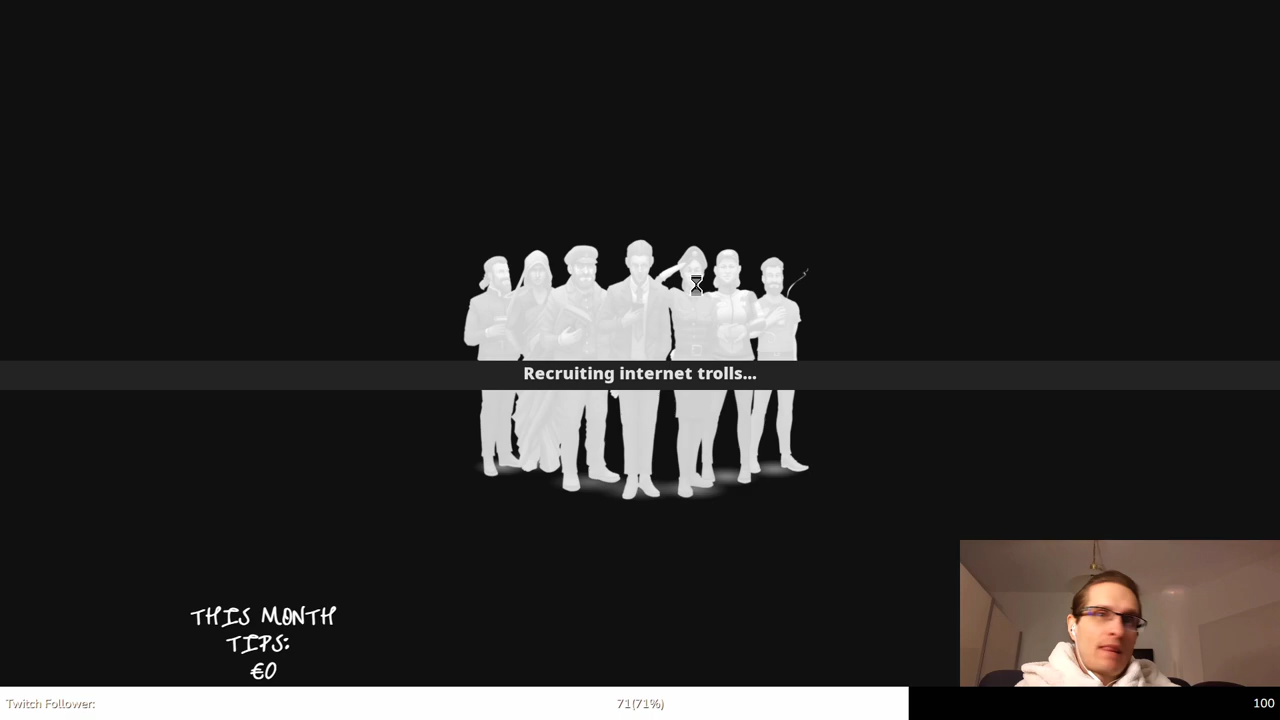 Recruiting internet trolls...
THIS MONTH
TIPS:
€0
Twitch Follower:
71(71%)
100